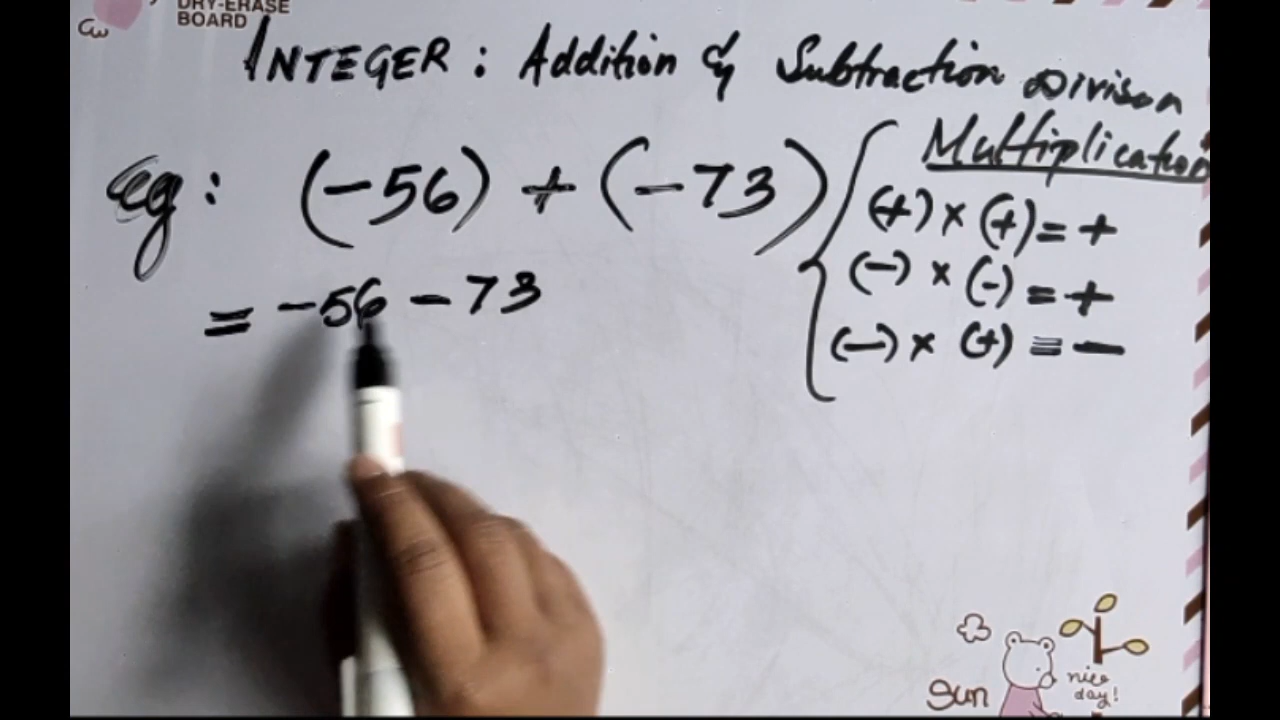 DRY-ERASE
BOARD
INTEGER : Addition & Subtraction Divison
Multiplication
eg : (-56) + (-73)
(+) × (+) = +
(-) × (-) = +
= -56 - 73
(-) × (+) = -
nice
day!
Sun